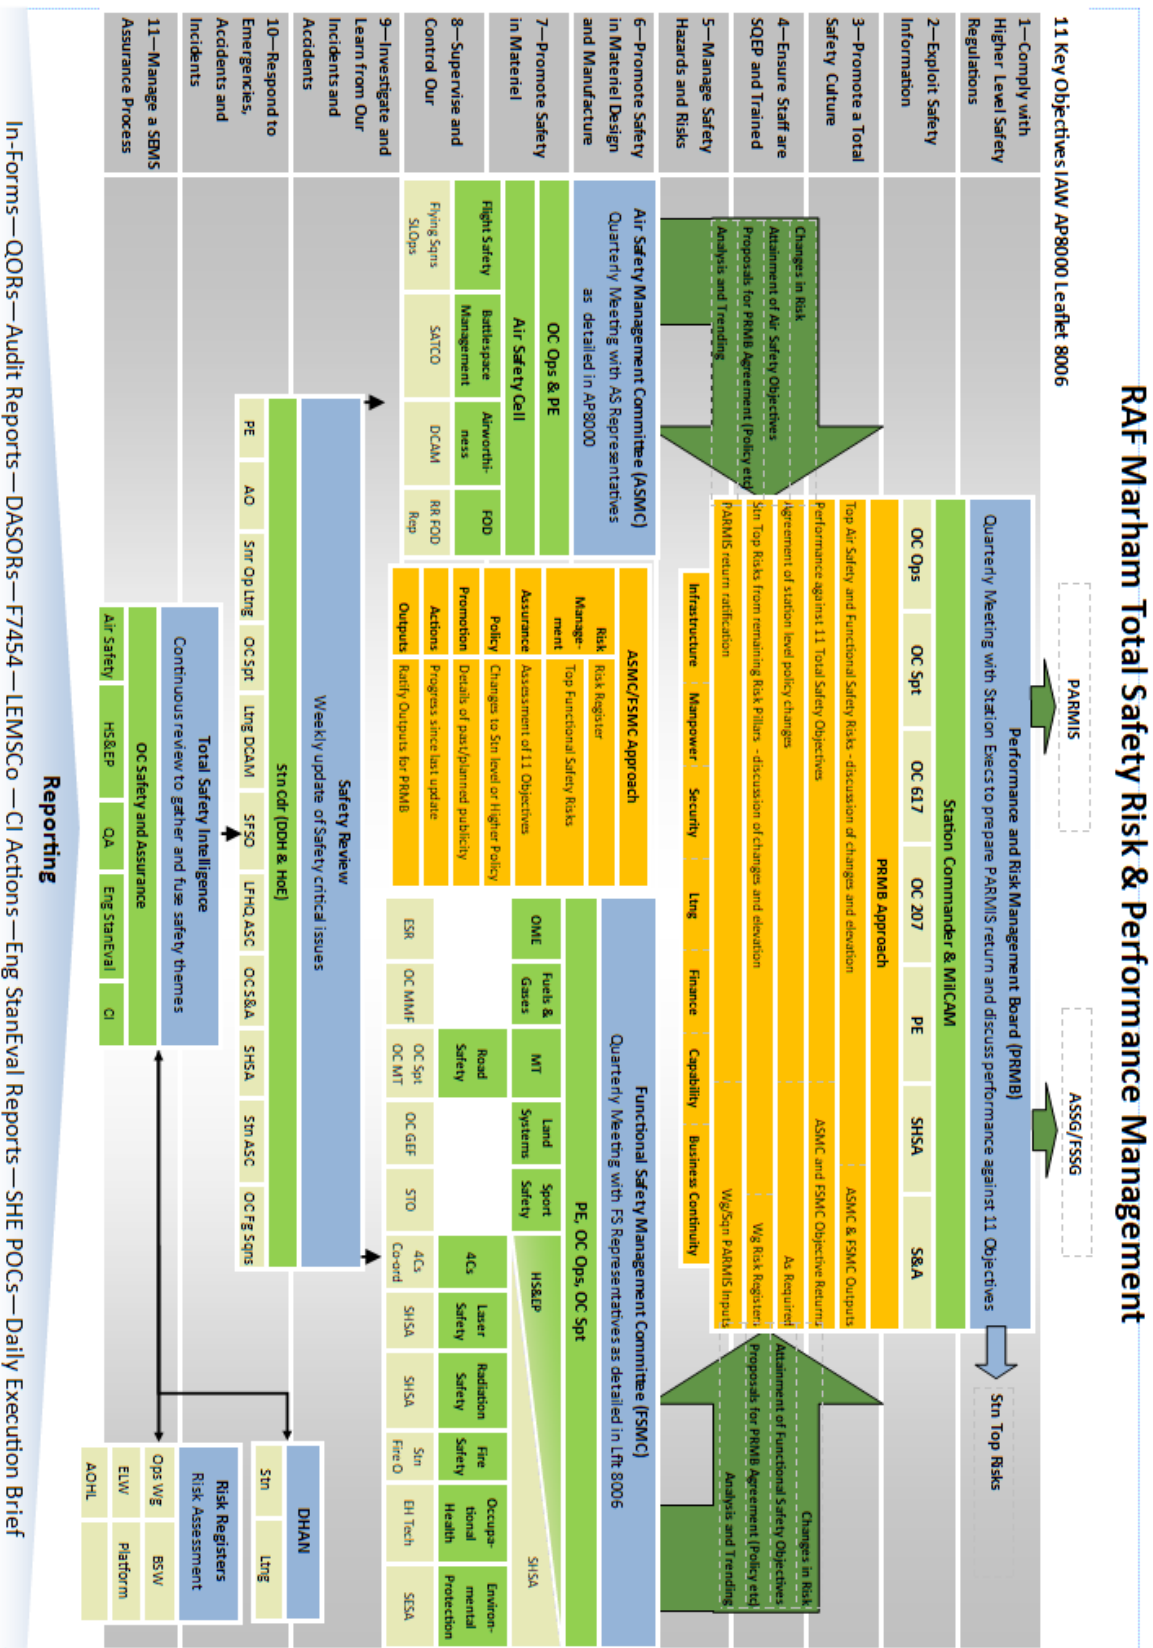 RAF Marham Total Safety Risk & Performance Management
11 Key Objectives IAW AP8000 Leaflet 8006
1—Comply with
Higher Level Safety
Regulations
2—Exploit Safety
Information
3—Promote a Total
Safety Culture
4—Ensure Staff are
SQEP and Trained
5—Manage Safety
Hazards and Risks
6—Promote Safety
in Materiel Design
and Manufacture
7—Promote Safety
in Materiel
8—Supervise and
Control Our
9—Investigate and
Learn from Our
Incidents and
Accidents
10—Respond to
Emergencies,
Accidents and
Incidents
11—Manage a SEMS
Assurance Process
PARMIS
ASSG/FSSG
Performance and Risk Management Board (PRMB)
Quarterly Meeting with Station Execs to prepare PARMIS return and discuss performance against 11 Objectives
Stn Top Risks
Station Commander & MilCAM
OC Ops
OC Spt
OC 617
OC 207
PE
SHSA
S&A
PRMB Approach
Top Air Safety and Functional Safety Risks - discussion of changes and elevation
ASMC & FSMC Outputs
Performance against 11 Total Safety Objectives
ASMC and FSMC Objective Returns
Agreement of station level policy changes
As Required
Stn Top Risks from remaining Risk Pillars - discussion of changes and elevation
Wg Risk Registers
PARMIS return ratification
Wg/Sqn PARMIS Inputs
Infrastructure
Manpower
Security
Ltng
Finance
Capability
Business Continuity
Changes in Risk
Attainment of Air Safety Objectives
Proposals for PRMB Agreement (Policy etc)
Analysis and Trending
Changes in Risk
Attainment of Functional Safety Objectives
Proposals for PRMB Agreement (Policy etc)
Analysis and Trending
Air Safety Management Committee (ASMC)
Quarterly Meeting with AS Representatives
as detailed in AP8000
OC Ops & PE
Air Safety Cell
Flight Safety
Battlespace
Management
Airworthi-
ness
FOD
Flying Sqns
SLOps
SATCO
DCAM
RR FOD
Rep
ASMC/FSMC Approach
Risk
Manage-
ment
Risk Register
Top Functional Safety Risks
Assurance
Assessment of 11 Objectives
Policy
Changes to Stn level or Higher Policy
Promotion
Details of past/planned publicity
Actions
Progress since last update
Outputs
Ratify Outputs for PRMB
Functional Safety Management Committee (FSMC)
Quarterly Meeting with FS Representatives as detailed in Lflt 8006
PE, OC Ops, OC Spt
OME
Fuels &
Gases
MT
Land
Systems
Sport
Safety
HS&EP
SHSA
Road
Safety
4Cs
Laser
Safety
Radiation
Safety
Fire
Safety
Occupa-
tional
Health
Environ-
mental
Protection
ESR
OC MMF
OC Spt
OC MT
OC GEF
STO
4Cs
Co-ord
SHSA
SHSA
Stn
Fire O
EH Tech
SESA
Safety Review
Weekly update of Safety critical issues
Stn Cdr (DDH & HoE)
PE
AO
Snr Op Ltng
OC Spt
Ltng DCAM
SFSO
LFHQ ASC
OC S&A
SHSA
Stn ASC
OC Fg Sqns
Total Safety Intelligence
Continuous review to gather and fuse safety themes
OC Safety and Assurance
Air Safety
HS&EP
QA
Eng StanEval
CI
DHAN
Stn
Ltng
Risk Registers
Risk Assessment
Ops Wg
BSW
ELW
Platform
AOHL
Reporting
In-Forms—QORs—Audit Reports—DASORs—F7454—LEMSCo—CI Actions—Eng StanEval Reports—SHE POCs—Daily Execution Brief